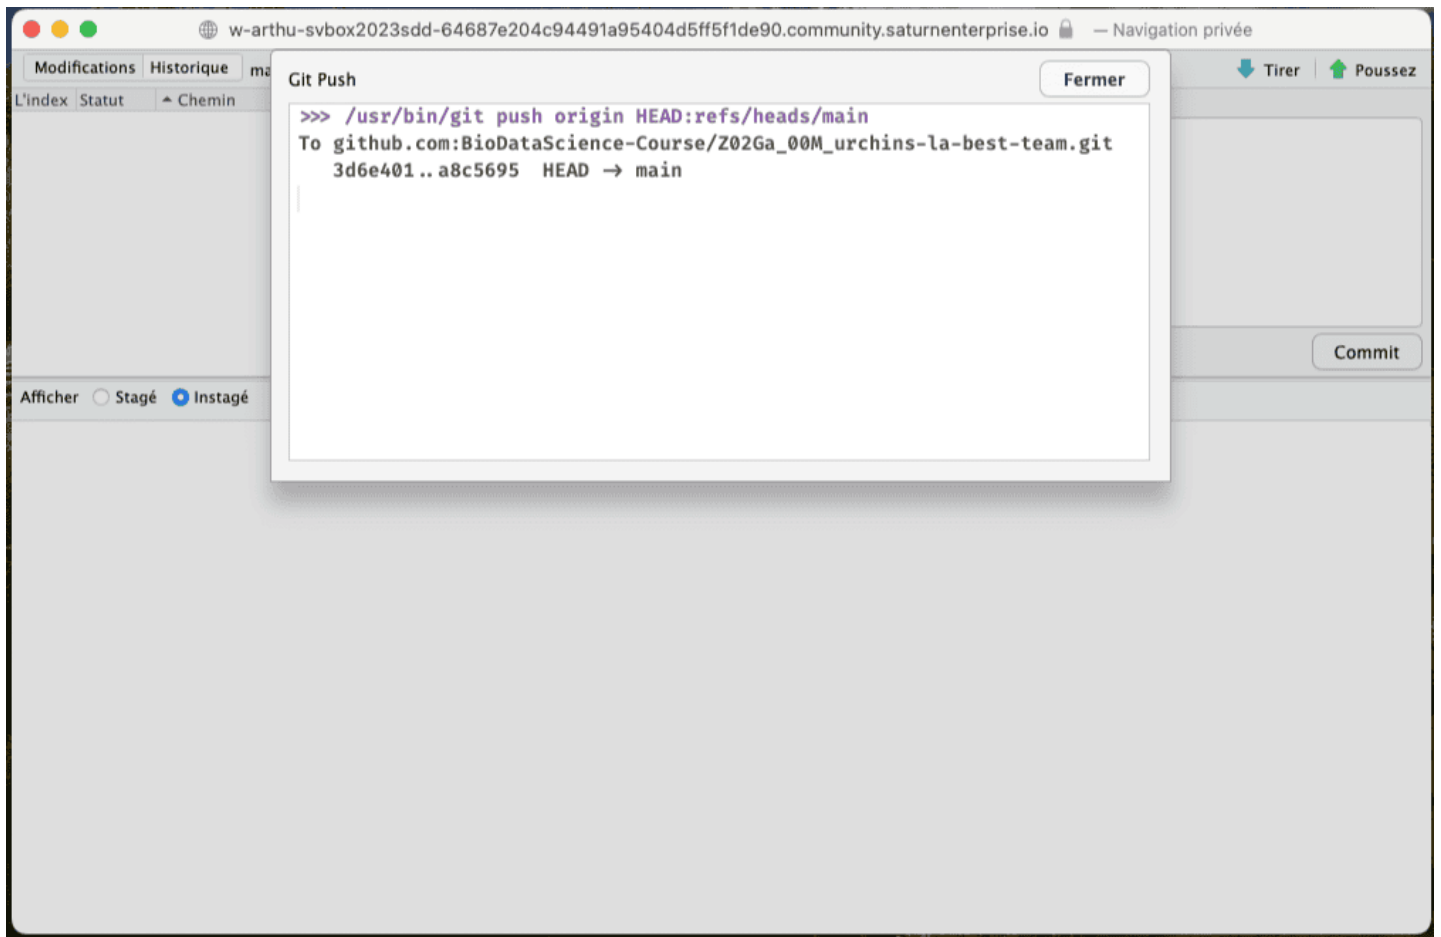 w-arthu-svbox2023sdd-64687e204c94491a95404d5ff5f1de90.community.saturnenterprise.io — Navigation privée
Modifications Historique ma
Tirer Poussez
L'index Statut Chemin
Git Push
Fermer
>>> /usr/bin/git push origin HEAD:refs/heads/main
To github.com:BioDataScience-Course/Z02Ga_00M_urchins-la-best-team.git
3d6e401..a8c5695 HEAD -> main
Commit
Afficher Stagé Instagé